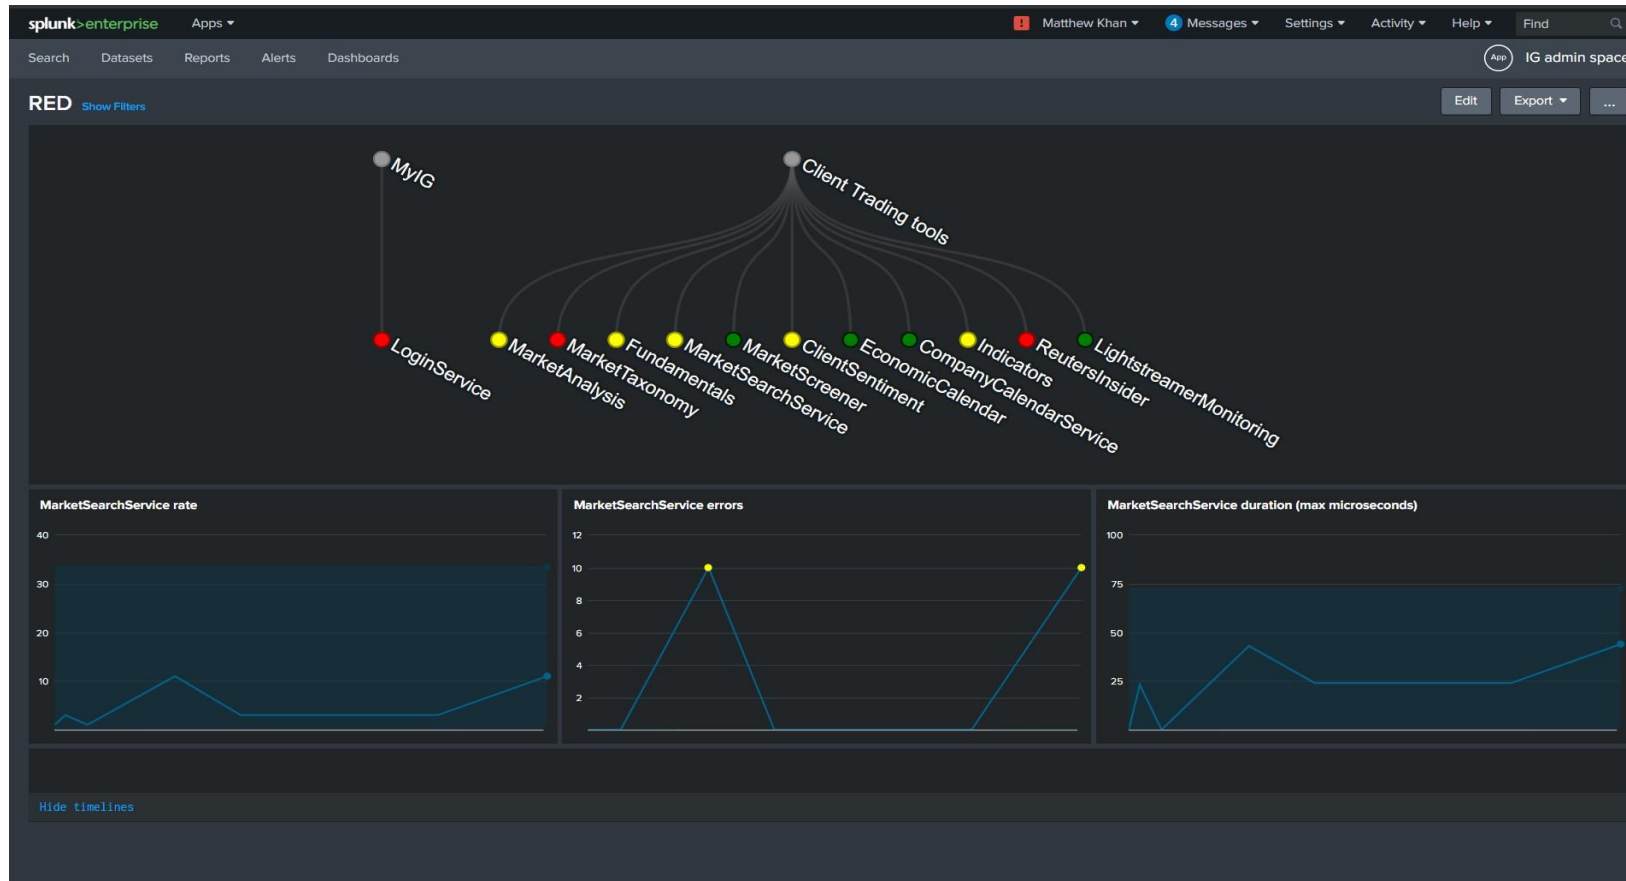 splunk>enterprise Apps Matthew Khan 4 Messages Settings Activity Help Find
Search Datasets Reports Alerts Dashboards App IG admin space
RED Show Filters Edit Export ...
MyIG
Client Trading tools
LoginService
MarketAnalysis
MarketTaxonomy
Fundamentals
MarketSearchService
MarketScreener
ClientSentiment
EconomicCalendar
CompanyCalendarService
Indicators
ReutersInsider
LightstreamerMonitoring
MarketSearchService rate
40
30
20
10
MarketSearchService errors
12
10
8
6
4
2
MarketSearchService duration (max microseconds)
100
75
50
25
Hide timelines